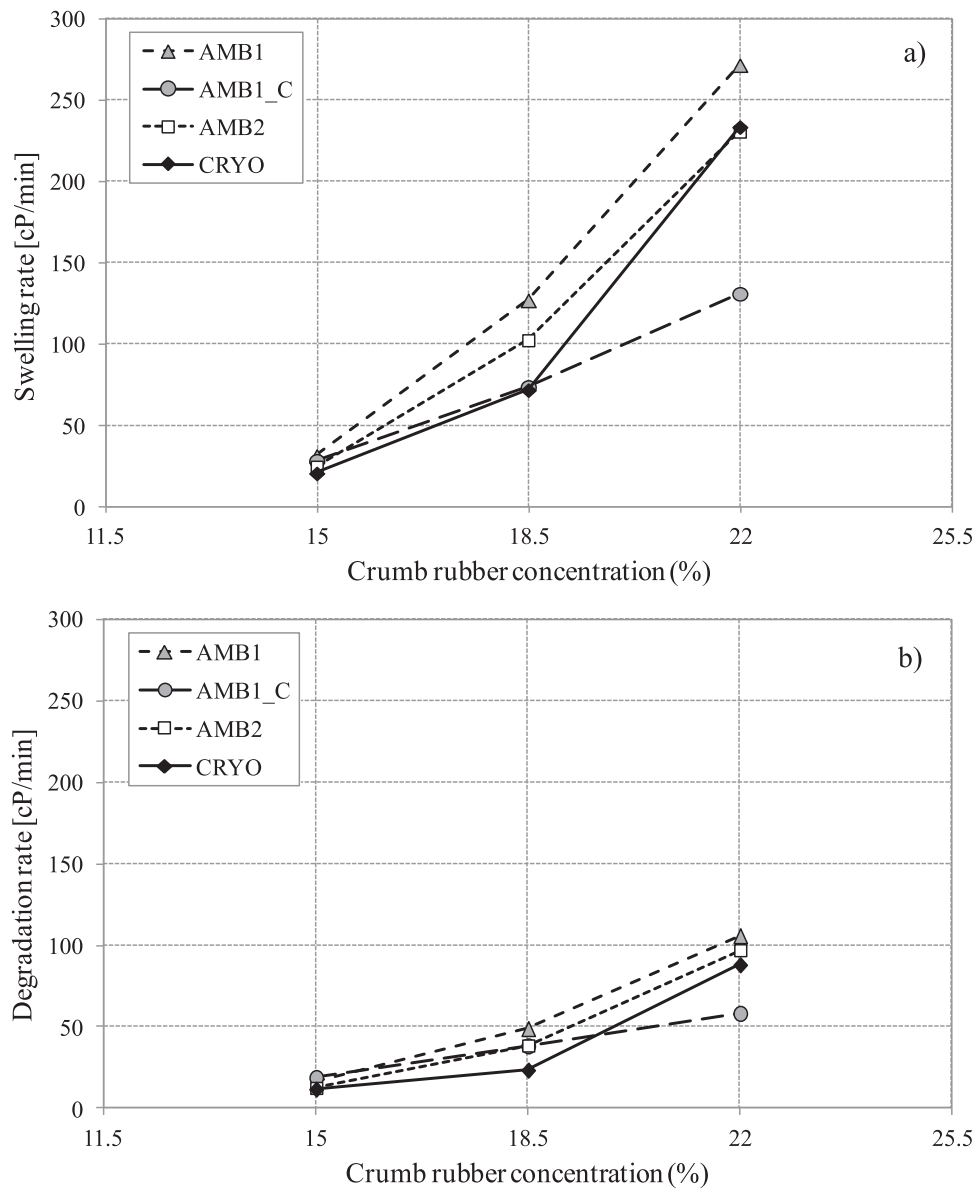 300
250
200
150
100
50
0
11.5 15 18.5 22 25.5
Swelling rate [cP/min]
Crumb rubber concentration (%)
AMB1
AMB1_C
AMB2
CRYO
a)
300
250
200
150
100
50
0
11.5 15 18.5 22 25.5
Degradation rate [cP/min]
Crumb rubber concentration (%)
AMB1
AMB1_C
AMB2
CRYO
b)